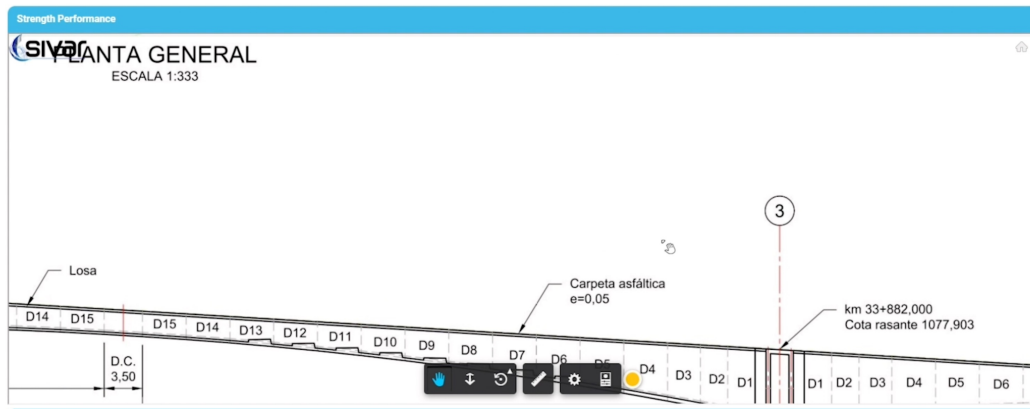 Strength Performance
SIVAR
PLANTA GENERAL
ESCALA 1:333
3
Losa
Carpeta asfáltica
e=0,05
km 33+882,000
Cota rasante 1077,903
D14 D15 D15 D14 D13 D12 D11 D10 D9 D8 D7 D6 D5 D4 D3 D2 D1 D1 D2 D3 D4 D5 D6
D.C.
3,50